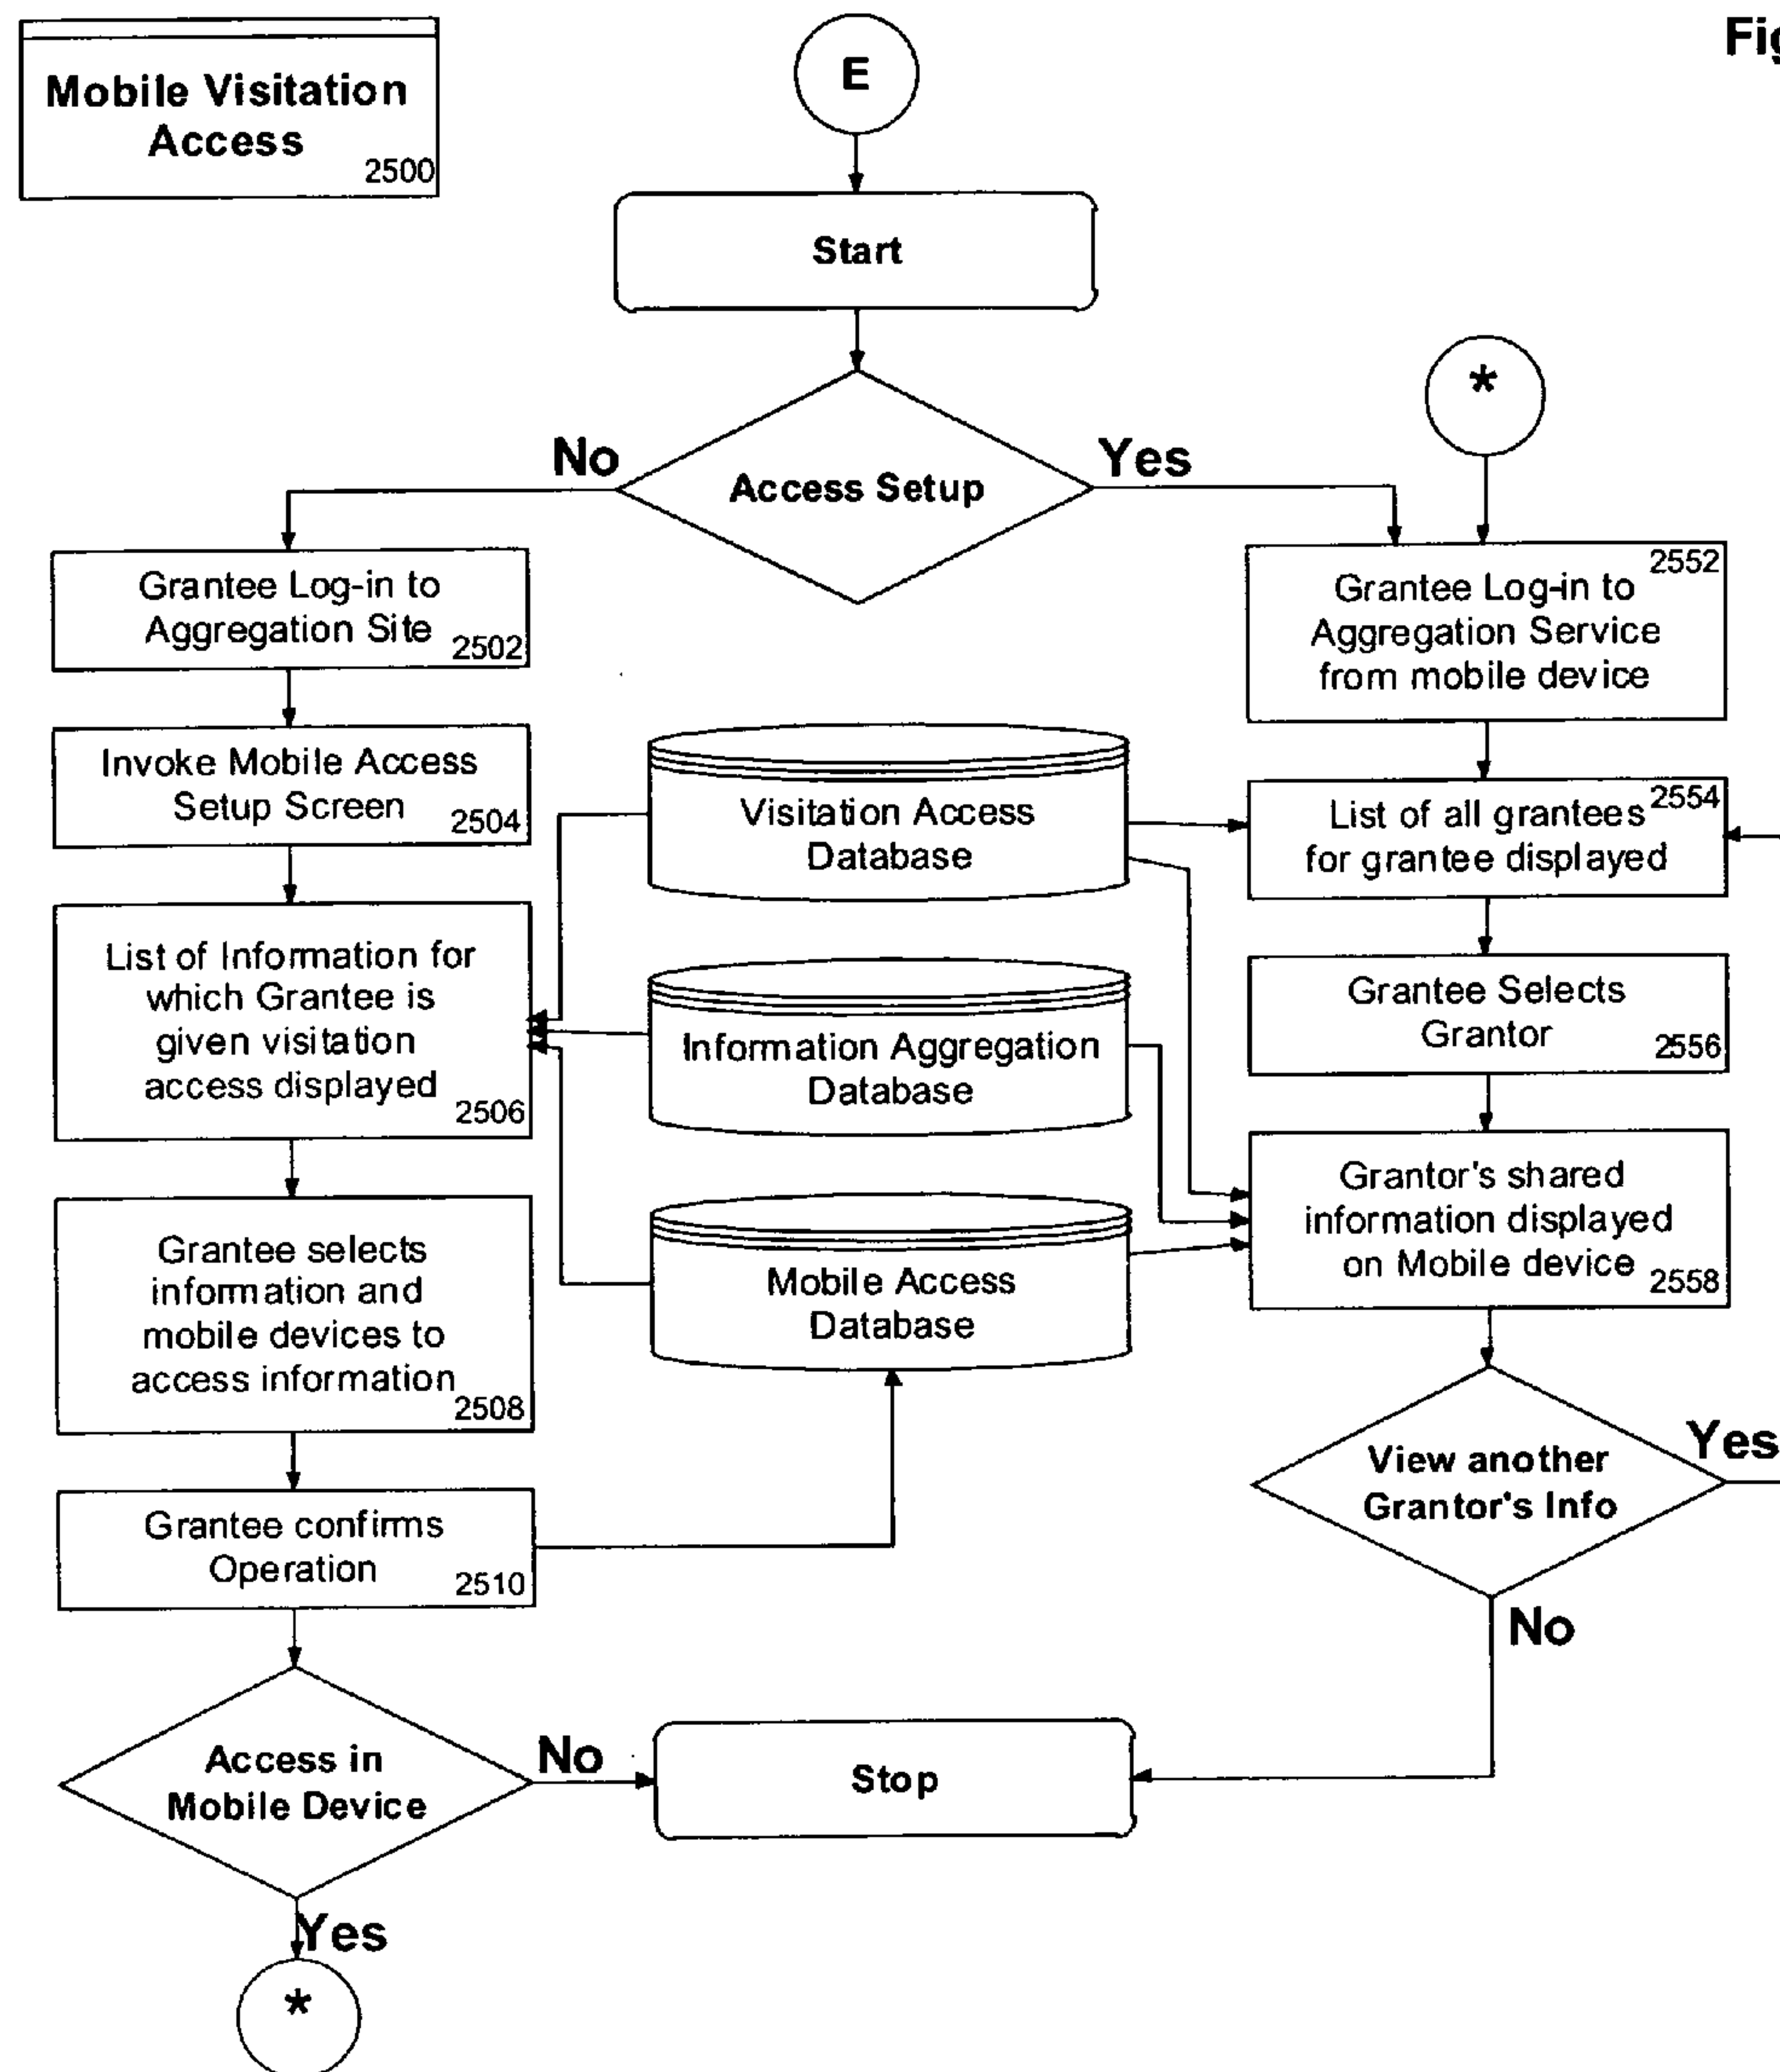 Mobile Visitation
Access
2500
E
Fig
Start
*
No
Yes
Access Setup
Grantee Log-in to
Aggregation Site
2502
2552
Grantee Log-in to
Aggregation Service
from mobile device
Invoke Mobile Access
Setup Screen
2504
Visitation Access
Database
2554
List of all grantees
for grantee displayed
List of Information for
which Grantee is
given visitation
access displayed
2506
Information Aggregation
Database
Grantee Selects
Grantor
2556
Grantee selects
information and
mobile devices to
access information
2508
Mobile Access
Database
Grantor's shared
information displayed
on Mobile device
2558
Grantee confirms
Operation
2510
View another
Grantor's Info
Yes
No
Access in
Mobile Device
No
Stop
Yes
*